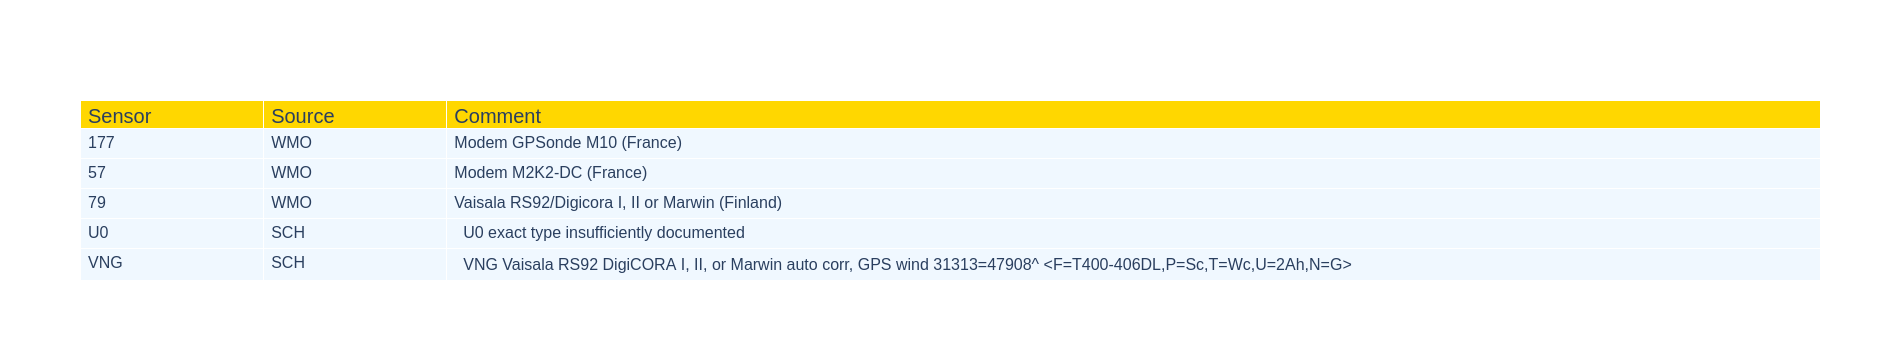 Sensor Source Comment
177 WMO Modem GPSonde M10 (France)
57 WMO Modem M2K2-DC (France)
79 WMO Vaisala RS92/Digicora I, II or Marwin (Finland)
U0 SCH U0 exact type insufficiently documented
VNG SCH VNG Vaisala RS92 DigiCORA I, II, or Marwin auto corr, GPS wind 31313=47908^ <F=T400-406DL,P=Sc,T=Wc,U=2Ah,N=G>